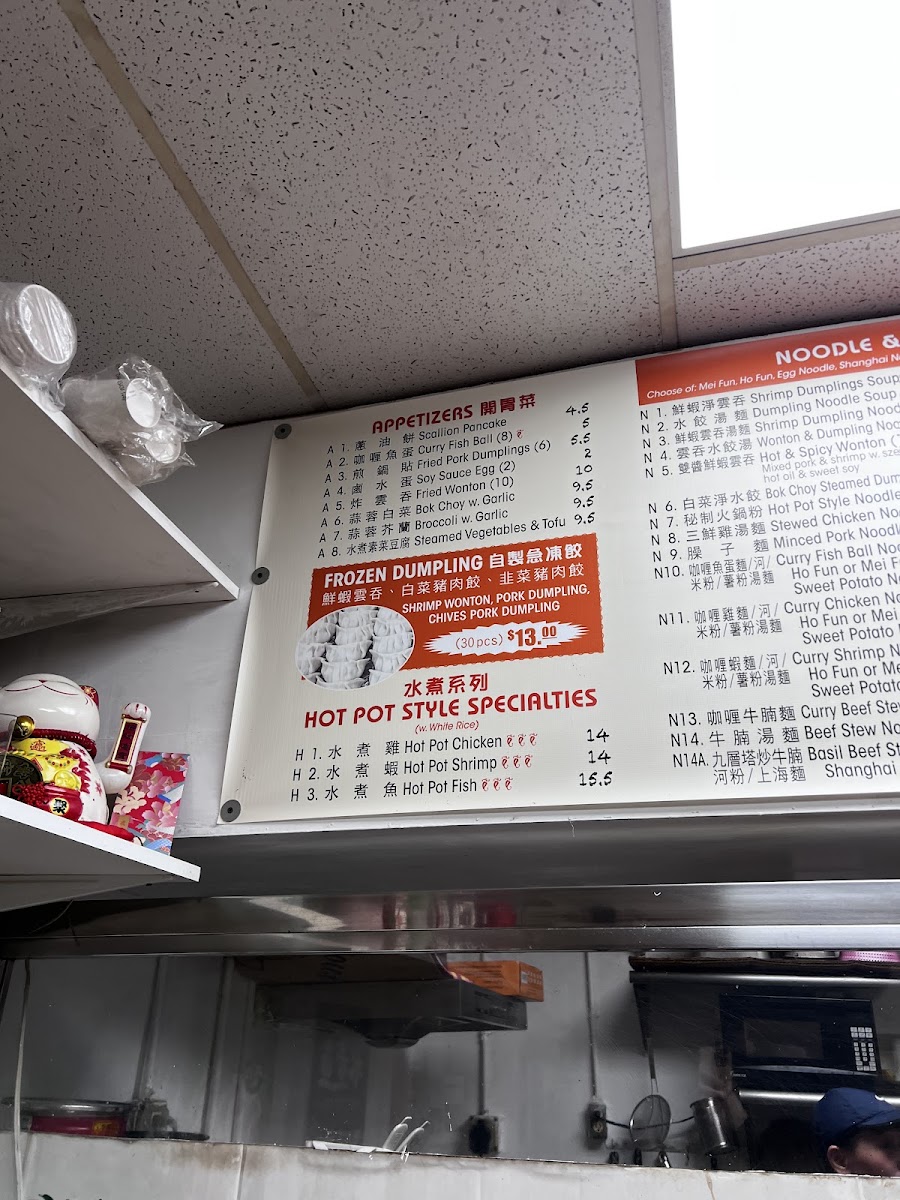 APPETIZERS 開胃菜
A 1. 蔥油餅 Scailion Pancake 4.5
A 2. 咖喱魚蛋 Curry Fish Ball (8) 5
A 3. 煎鍋貼 Fried Pork Dumplings (6) 5.5
A 4. 鹵水蛋 Soy Sauce Egg (2) 2
A 5. 炸雲吞 Fried Wonton (10) 10
A 6. 蒜蓉白菜 Bok Choy w. Garlic 9.5
A 7. 蒜蓉芥蘭 Broccoli w. Garlic 9.5
A 8. 水煮素菜豆腐 Steamed Vegetables & Tofu 9.5
FROZEN DUMPLING 自製急凍餃
鮮蝦雲吞、白菜豬肉餃、韭菜豬肉餃
SHRIMP WONTON, PORK DUMPLING,
CHIVES PORK DUMPLING
(30 pcs) $13.00
水煮系列
HOT POT STYLE SPECIALTIES
(w. White Rice)
H 1. 水煮雞 Hot Pot Chicken 14
H 2. 水煮蝦 Hot Pot Shrimp 14
H 3. 水煮魚 Hot Pot Fish 15.5
NOODLE &
Choose of: Mei Fun, Ho Fun, Egg Noodle, Shanghai
N 1. 鮮蝦淨雲吞 Shrimp Dumplings Soup
N 2. 水餃湯麵 Dumpling Noodle Soup
N 3. 鮮蝦雲吞湯麵 Shrimp Dumpling
N 4. 雲吞水餃湯 Wonton & Dumpling
N 5. 雙醬鮮蝦雲吞 Hot & Spicy Wonton
Mixed pork & shrimp w.
hot oil & sweet soy
N 6. 白菜淨水餃 Bok Choy Steamed
N 7. 秘制火鍋粉 Hot Pot Style Noodle
N 8. 三鮮雞湯麵 Stewed Chicken
N 9. 臊子麵 Minced Pork
N10. 咖喱魚蛋麵/河/ Curry Fish Ball
米粉/薯粉湯麵 Ho Fun or Mei
Sweet Potato
N11. 咖喱雞麵/河/ Curry Chicken
米粉/薯粉湯麵 Ho Fun or Mei
Sweet Potato
N12. 咖喱蝦麵/河/ Curry Shrimp
米粉/薯粉湯麵 Ho Fun or Mei
Sweet Potato
N13. 咖喱牛腩麵 Curry Beef
N14. 牛腩湯麵 Beef Stew
N14A. 九層塔炒牛腩 Basil Beef
河粉/上海麵 Shanghai